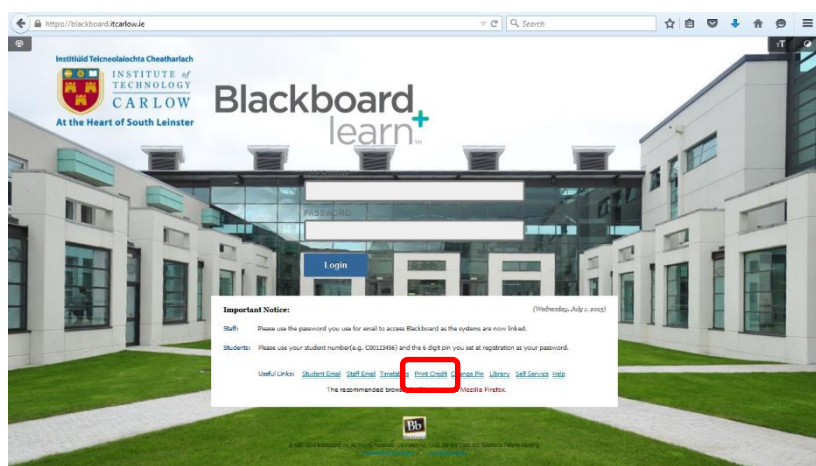 https://blackboard.itcarlow.ie
Search
Institiúid Teicneolaíochta Cheatharlach
INSTITUTE of
TECHNOLOGY
CARLOW
At the Heart of South Leinster
Blackboard
learn+
TM
PASSWORD:
Login
Important Notice: (Wednesday, July 1, 2015)
Staff: Please use the password you use for email to access Blackboard as the systems are now linked.
Students: Please use your student number(e.g. C00123456) and the 6 digit pin you set at registration as your password.
Useful Links: Student Email Staff Email Print Credit Pin Library Self Service Help
The recommended Mozilla Firefox.
Bb